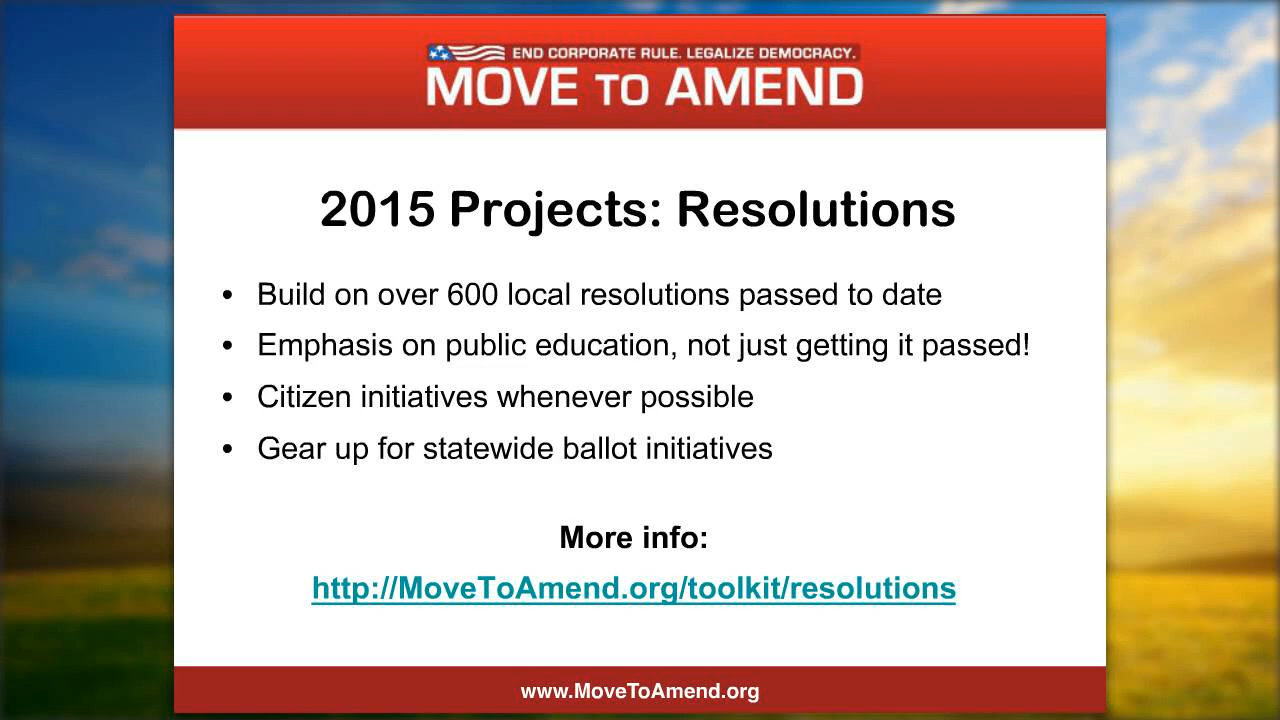 END CORPORATE RULE. LEGALIZE DEMOCRACY.
MOVE TO AMEND
2015 Projects: Resolutions
• Build on over 600 local resolutions passed to date
• Emphasis on public education, not just getting it passed!
• Citizen initiatives whenever possible
• Gear up for statewide ballot initiatives
More info:
http://MoveToAmend.org/toolkit/resolutions
www.MoveToAmend.org